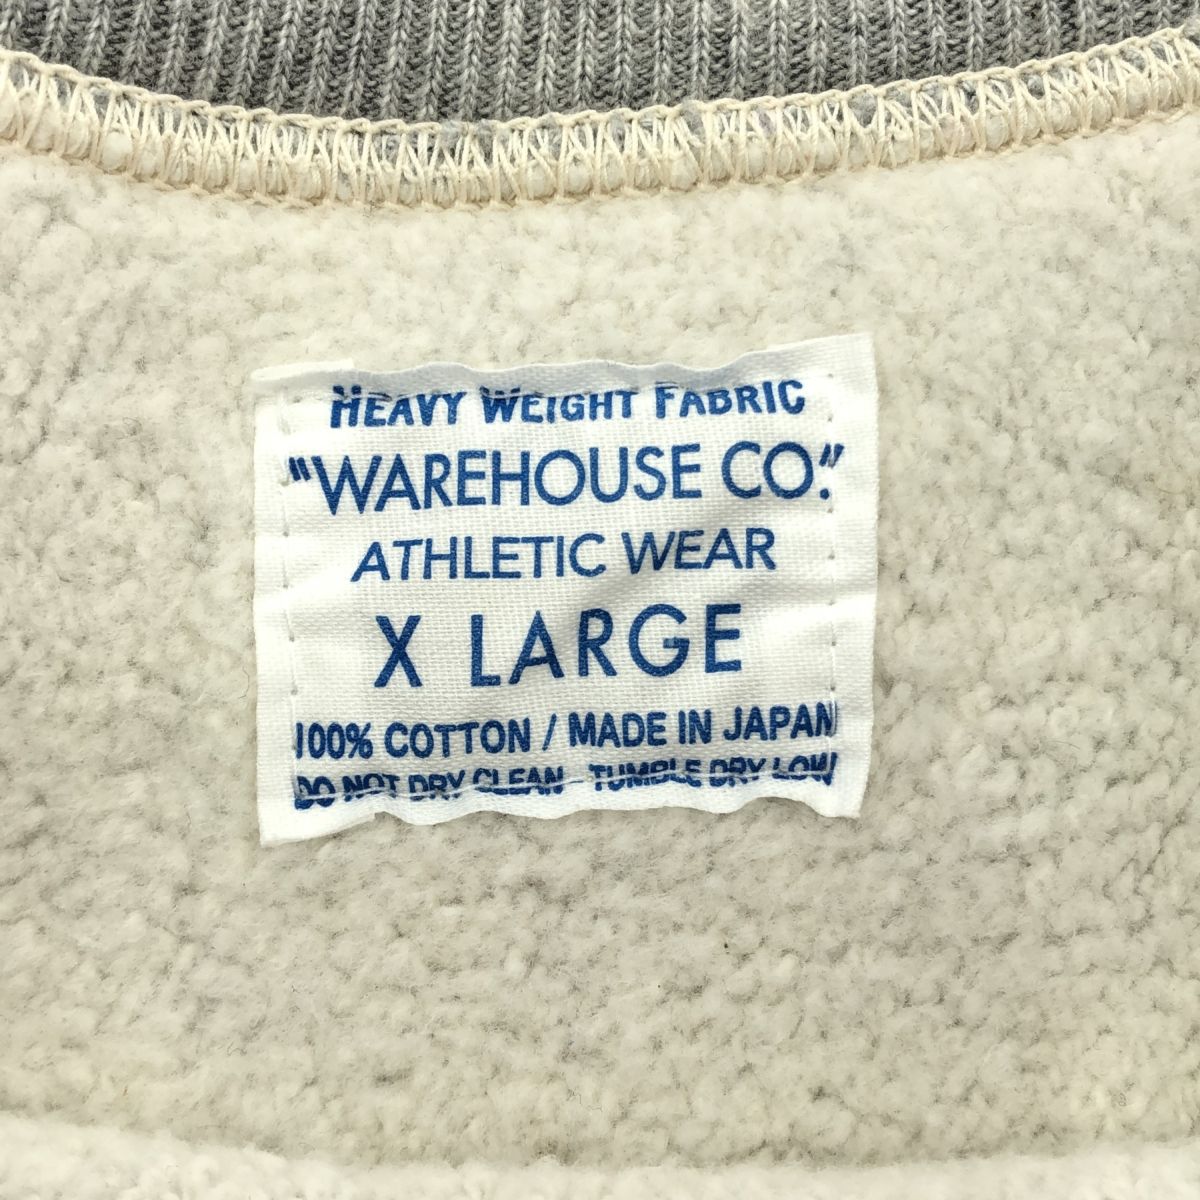 HEAVY WEIGHT FABRIC
"WAREHOUSE CO."
ATHLETIC WEAR
X LARGE
100% COTTON / MADE IN JAPAN
DO NOT DRY CLEAN - TUMBLE DRY LOW